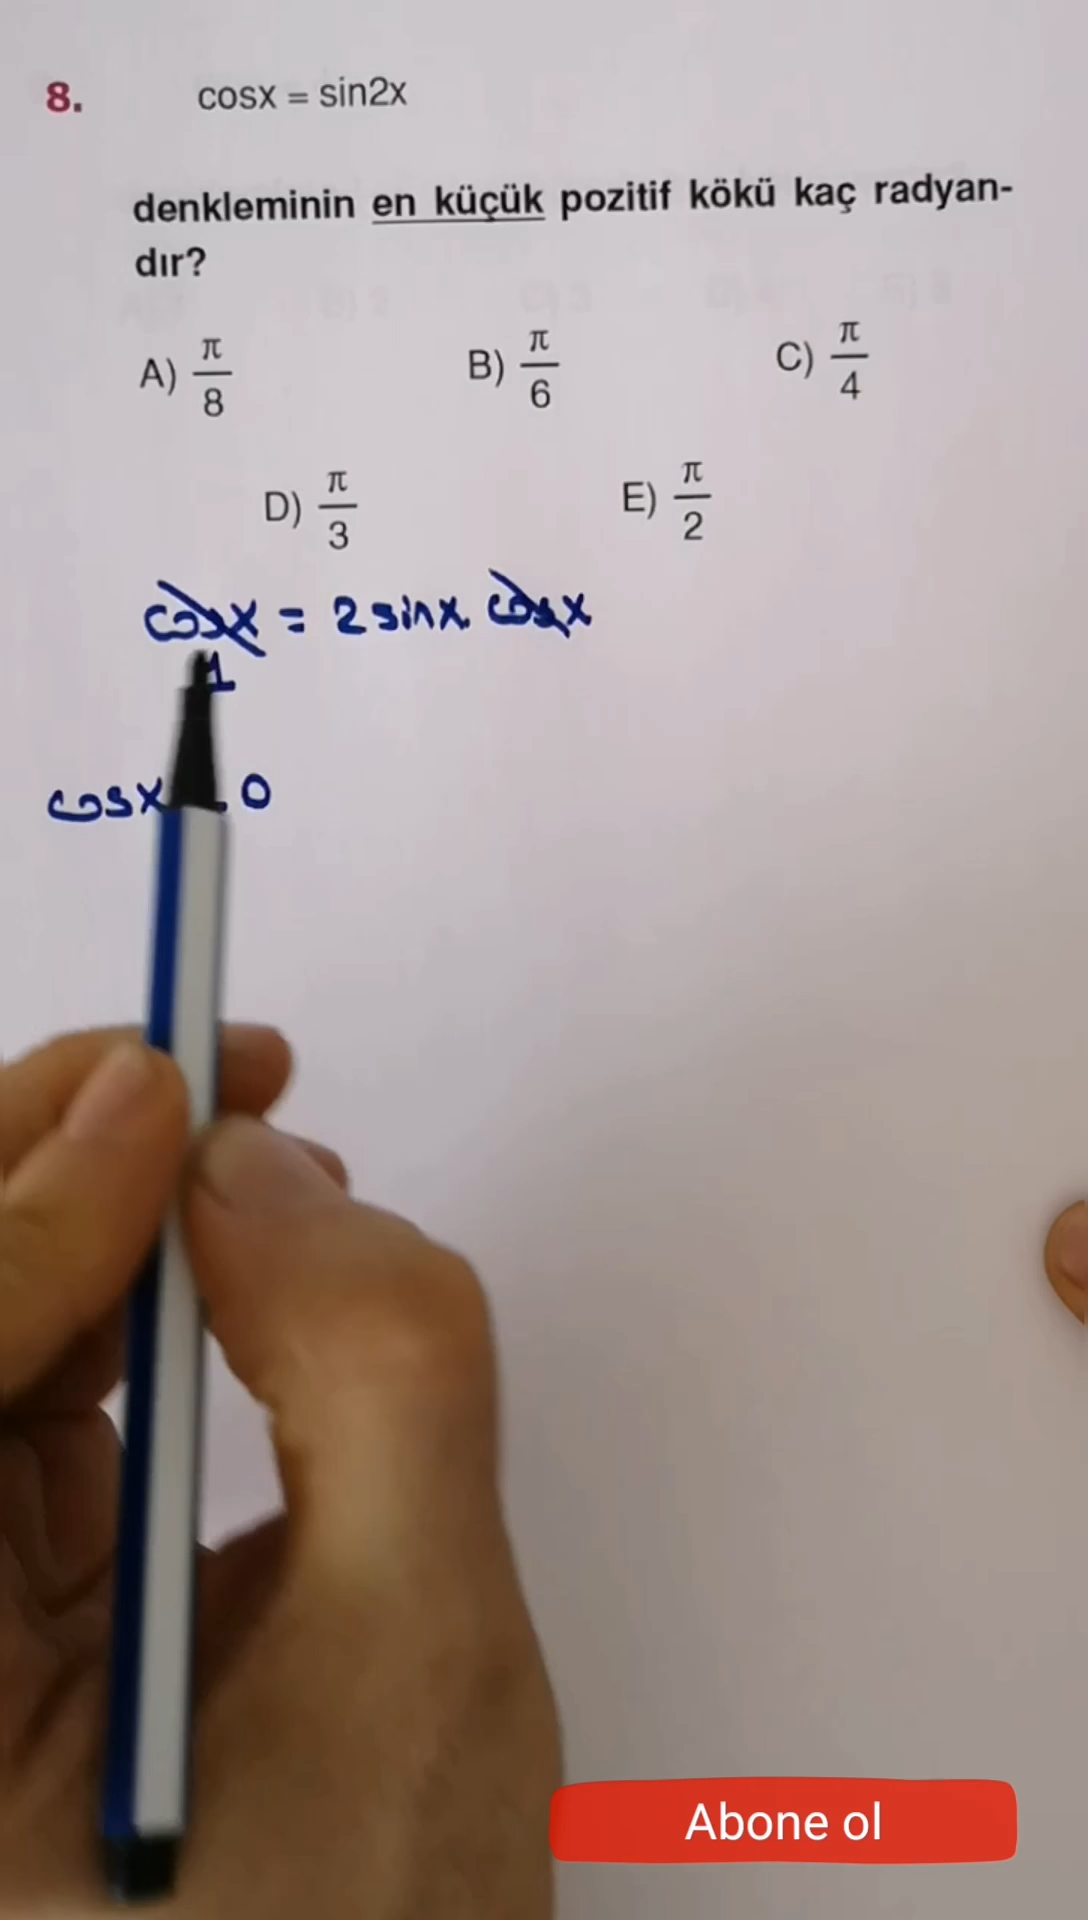 8. cosx = sin2x
denkleminin en küçük pozitif kökü kaç radyan-
dır?
A) π/8 B) π/6 C) π/4
D) π/3 E) π/2
cosx = 2sinx. cosx
1
cosx 0
Abone ol